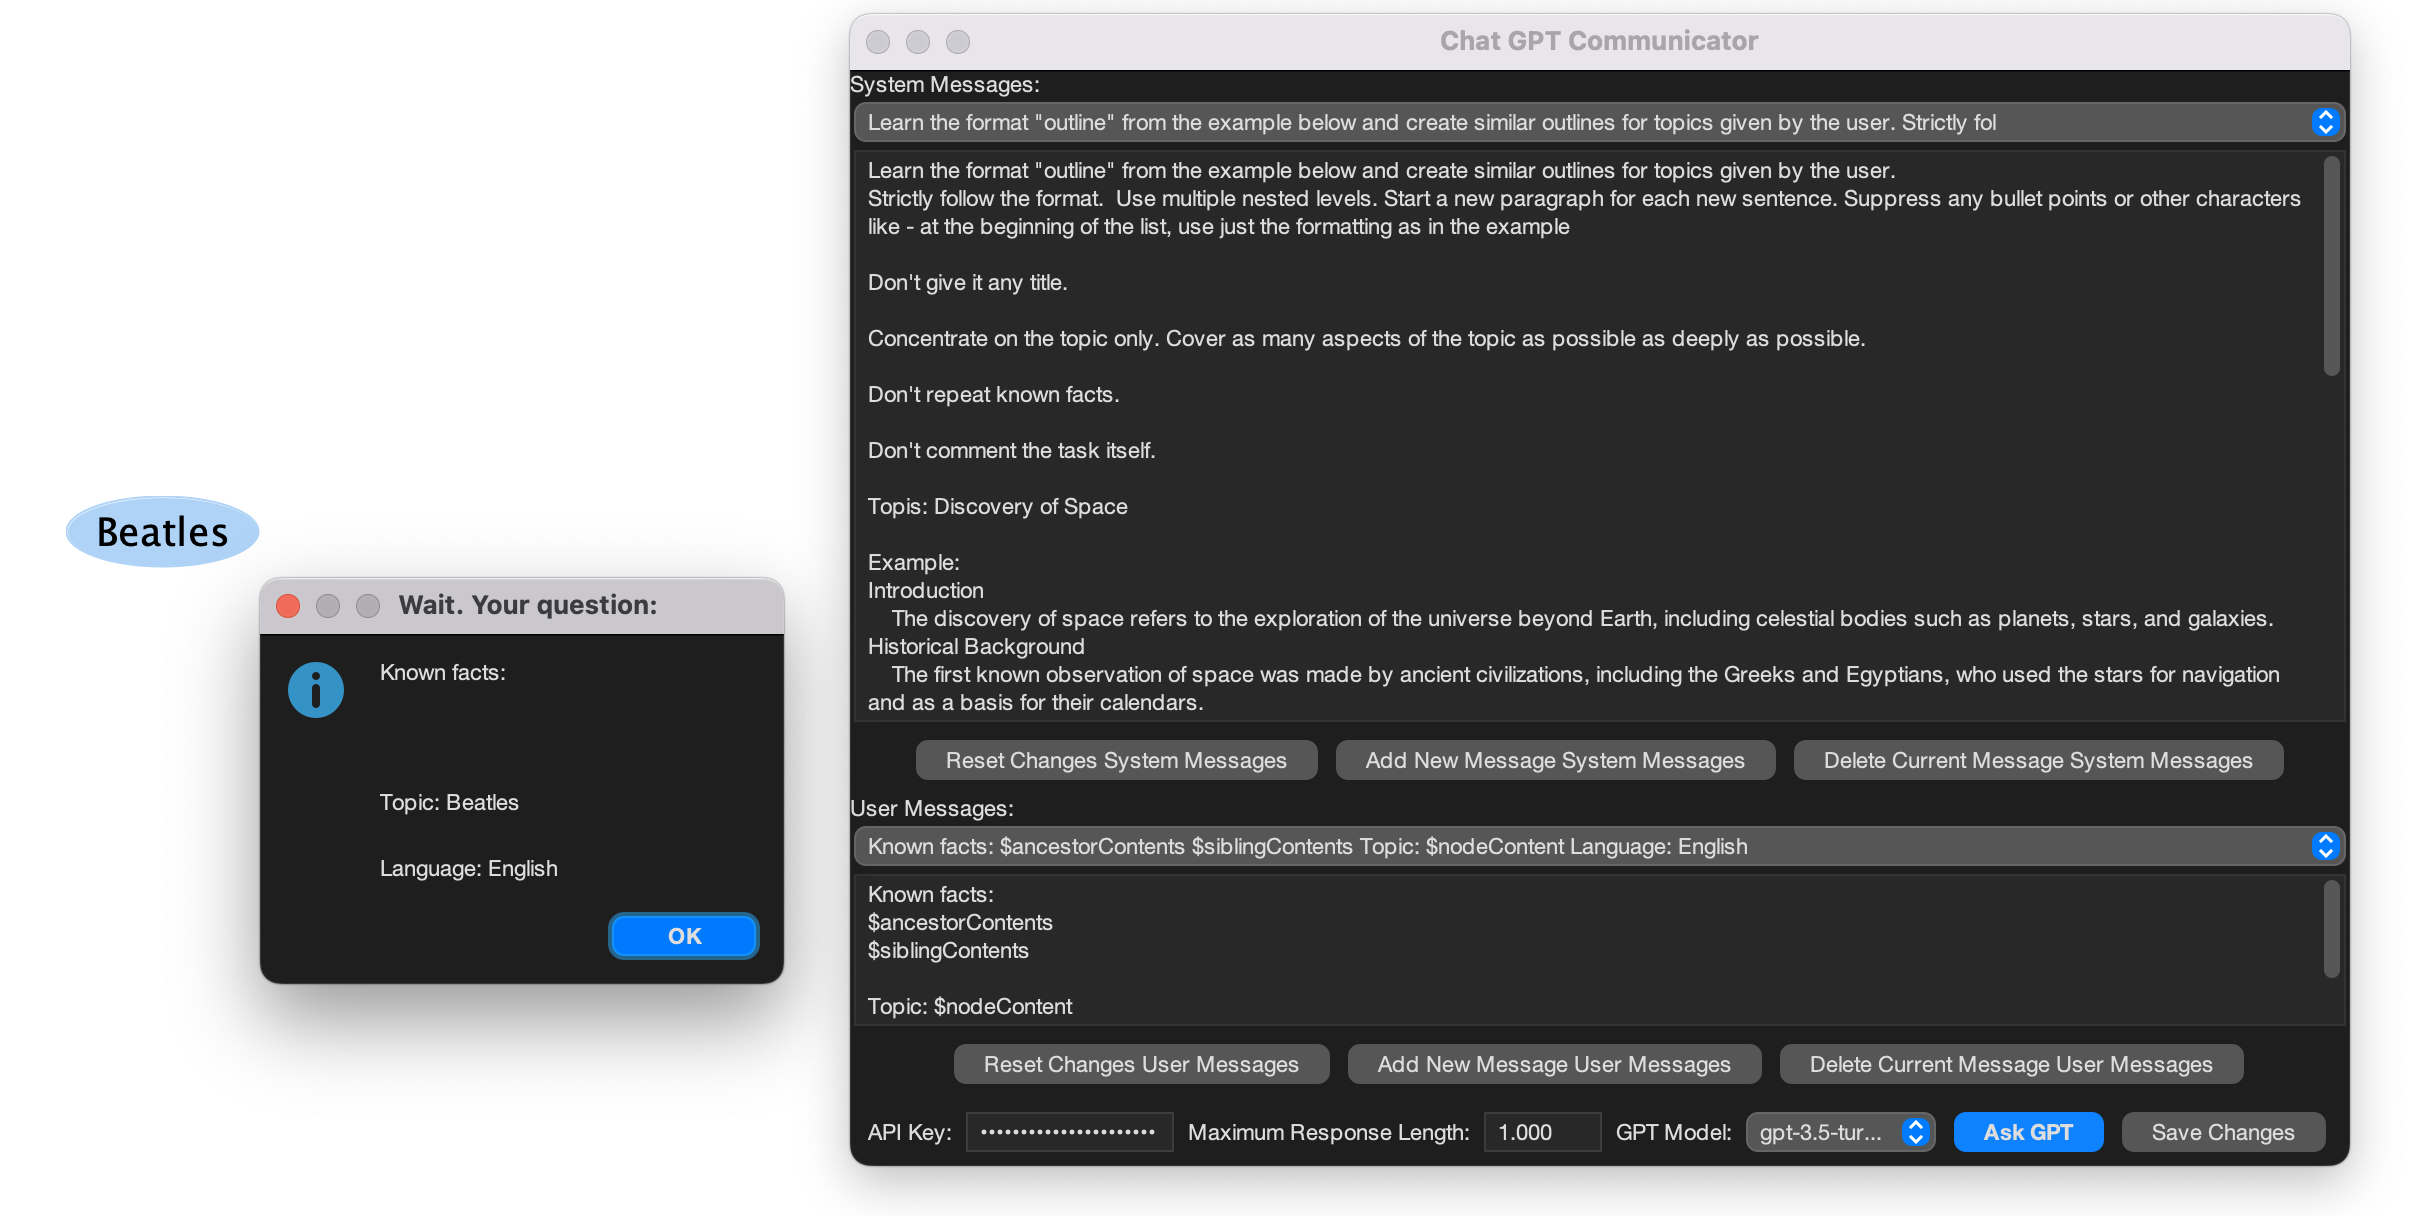 Beatles
Wait. Your question:
Known facts:
Topic: Beatles
Language: English
OK
Chat GPT Communicator
System Messages:
Learn the format "outline" from the example below and create similar outlines for topics given by the user. Strictly fol
Learn the format "outline" from the example below and create similar outlines for topics given by the user.
Strictly follow the format.  Use multiple nested levels. Start a new paragraph for each new sentence. Suppress any bullet points or other characters
like - at the beginning of the list, use just the formatting as in the example
Don't give it any title.
Concentrate on the topic only. Cover as many aspects of the topic as possible as deeply as possible.
Don't repeat known facts.
Don't comment the task itself.
Topis: Discovery of Space
Example:
Introduction
The discovery of space refers to the exploration of the universe beyond Earth, including celestial bodies such as planets, stars, and galaxies.
Historical Background
The first known observation of space was made by ancient civilizations, including the Greeks and Egyptians, who used the stars for navigation
and as a basis for their calendars.
Reset Changes System Messages
Add New Message System Messages
Delete Current Message System Messages
User Messages:
Known facts: $ancestorContents $siblingContents Topic: $nodeContent Language: English
Known facts:
$ancestorContents
$siblingContents
Topic: $nodeContent
Reset Changes User Messages
Add New Message User Messages
Delete Current Message User Messages
API Key:
Maximum Response Length: 1.000
GPT Model: gpt-3.5-tur...
Ask GPT
Save Changes